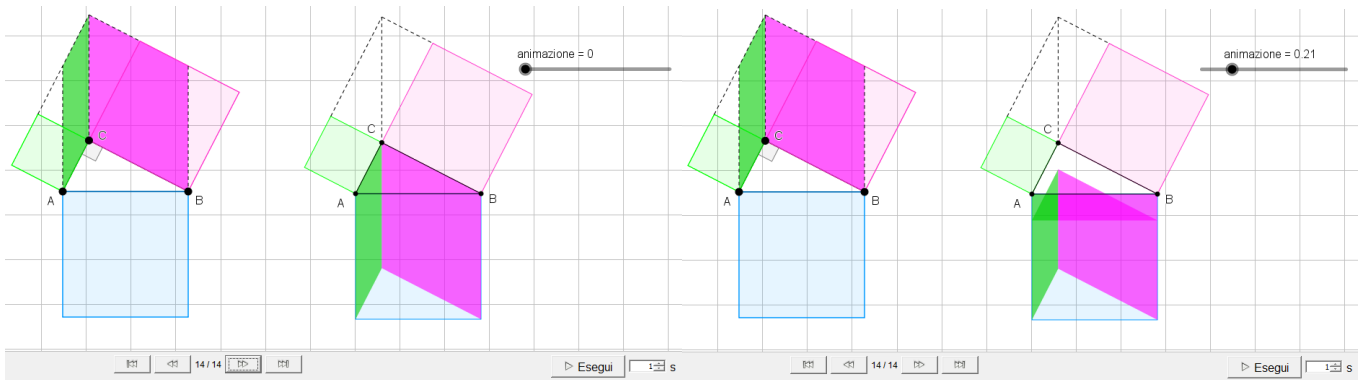 animazione = 0
C
A
B
C
A
B
14 / 14
Esegui
1
s
animazione = 0.21
C
A
B
C
A
B
14 / 14
Esegui
1
s